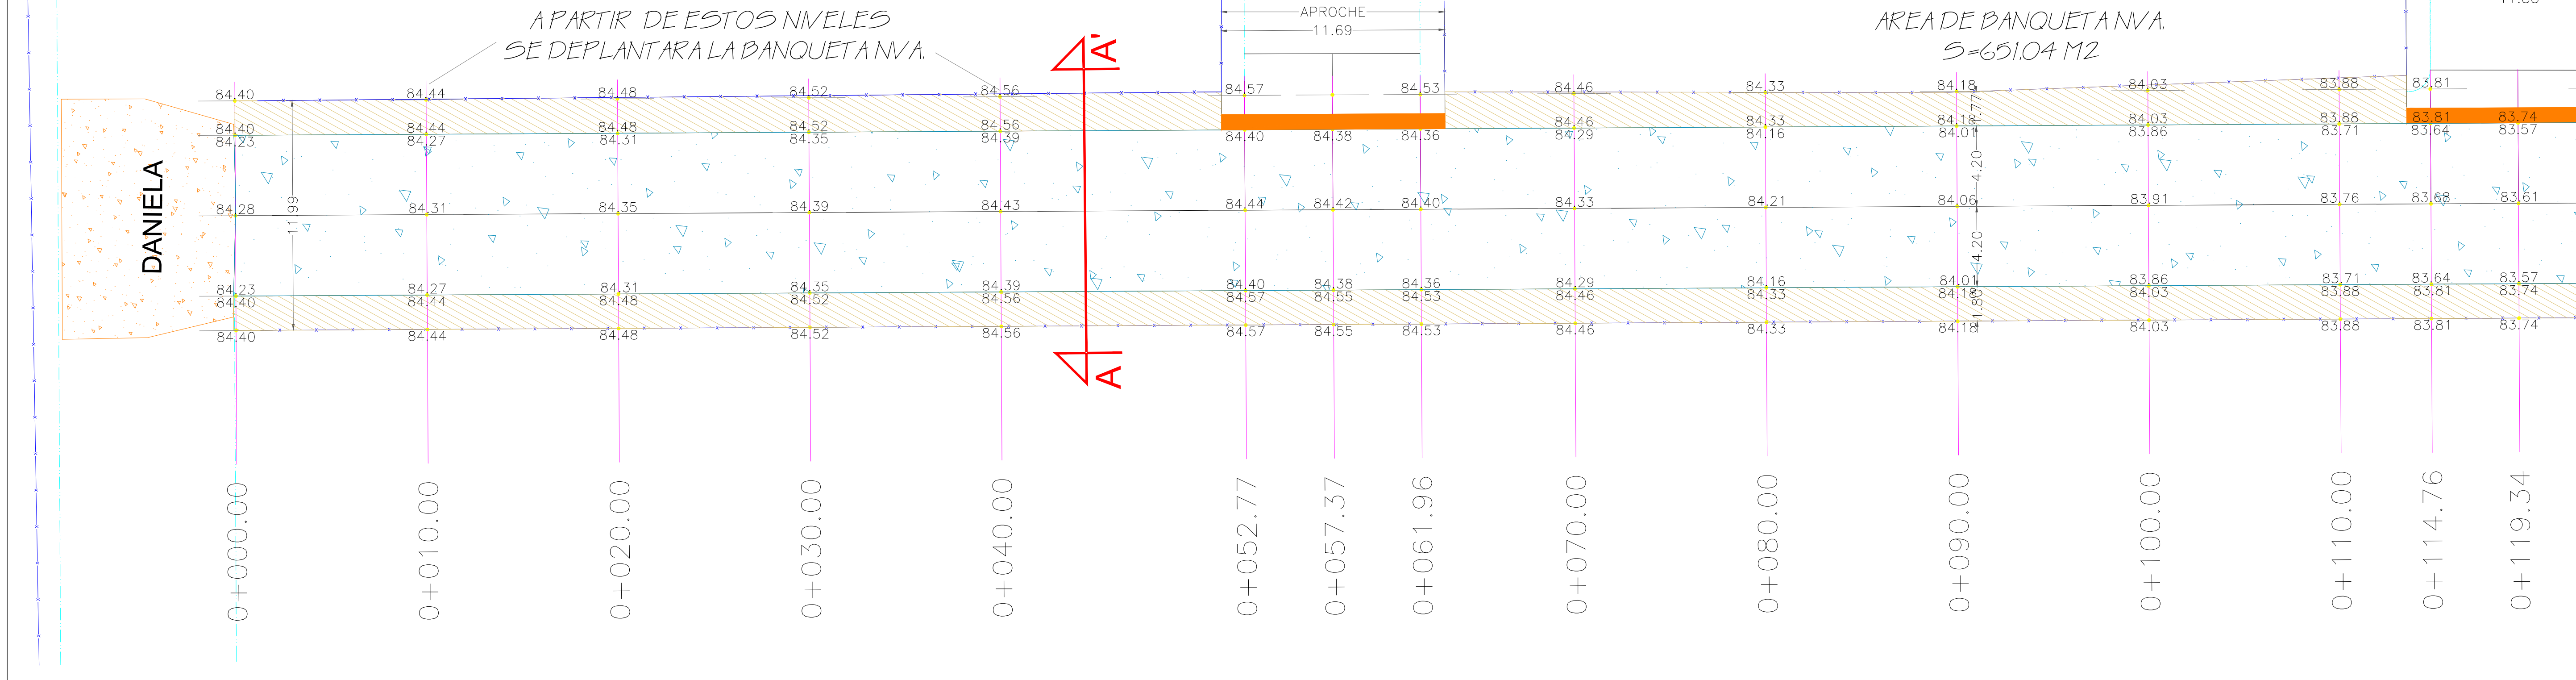 A PARTIR DE ESTOS NIVELES
SE DEPLANTARA LA BANQUETA NVA.
APROCHE
11.69
AREA DE BANQUETA NVA.
S=651.04 M2
A'
84.40 84.44 84.48 84.52 84.56 84.57 84.53 84.46 84.33 84.18 84.03 83.88 83.81
1.77
84.40 84.44 84.48 84.52 84.56 84.46 84.33 84.18 84.03 83.88 83.81 83.74
84.23 84.27 84.31 84.35 84.39 84.40 84.38 84.36 84.29 84.16 84.01 83.86 83.71 83.64 83.57
DANIELA
11.99
4.20
84.28 84.31 84.35 84.39 84.43 84.44 84.42 84.40 84.33 84.21 84.06 83.91 83.76 83.68 83.61
4.20
84.23 84.27 84.31 84.35 84.39 84.40 84.38 84.36 84.29 84.16 84.01 83.86 83.71 83.64 83.57
84.40 84.44 84.48 84.52 84.56 84.57 84.55 84.53 84.46 84.33 84.18 84.03 83.88 83.81 83.74
1.80
84.40 84.44 84.48 84.52 84.56 84.57 84.55 84.53 84.46 84.33 84.18 84.03 83.88 83.81 83.74
A
0+000.00
0+010.00
0+020.00
0+030.00
0+040.00
0+052.77
0+057.37
0+061.96
0+070.00
0+080.00
0+090.00
0+100.00
0+110.00
0+114.76
0+119.34